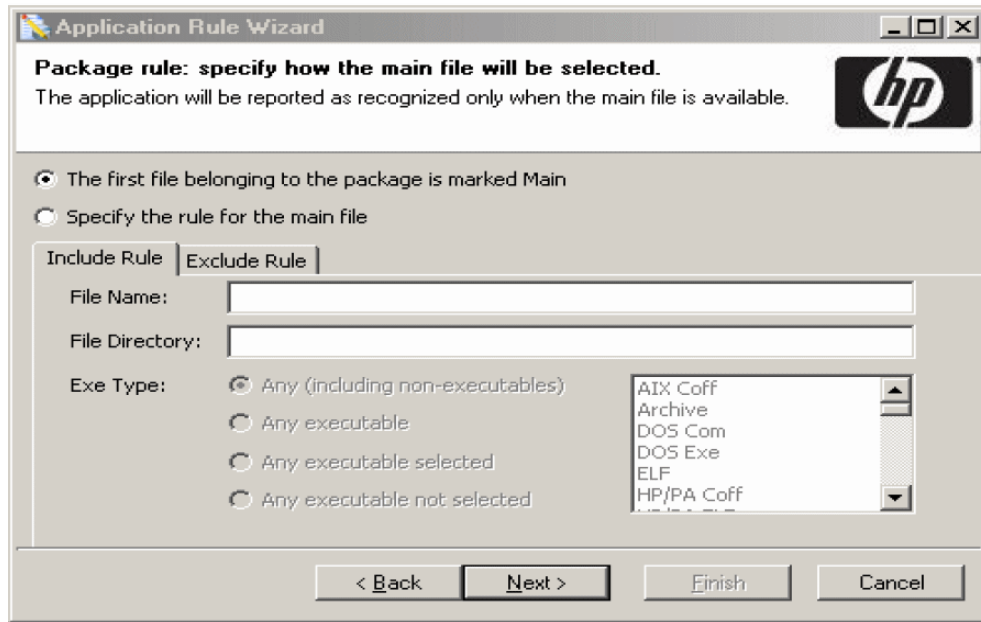 Application Rule Wizard
Package rule: specify how the main file will be selected.
The application will be reported as recognized only when the main file is available.
hp
The first file belonging to the package is marked Main
Specify the rule for the main file
Include Rule
Exclude Rule
File Name:
File Directory:
Exe Type:
Any (including non-executables)
Any executable
Any executable selected
Any executable not selected
AIX Coff
Archive
DOS Com
DOS Exe
ELF
HP/PA Coff
< Back
Next >
Finish
Cancel